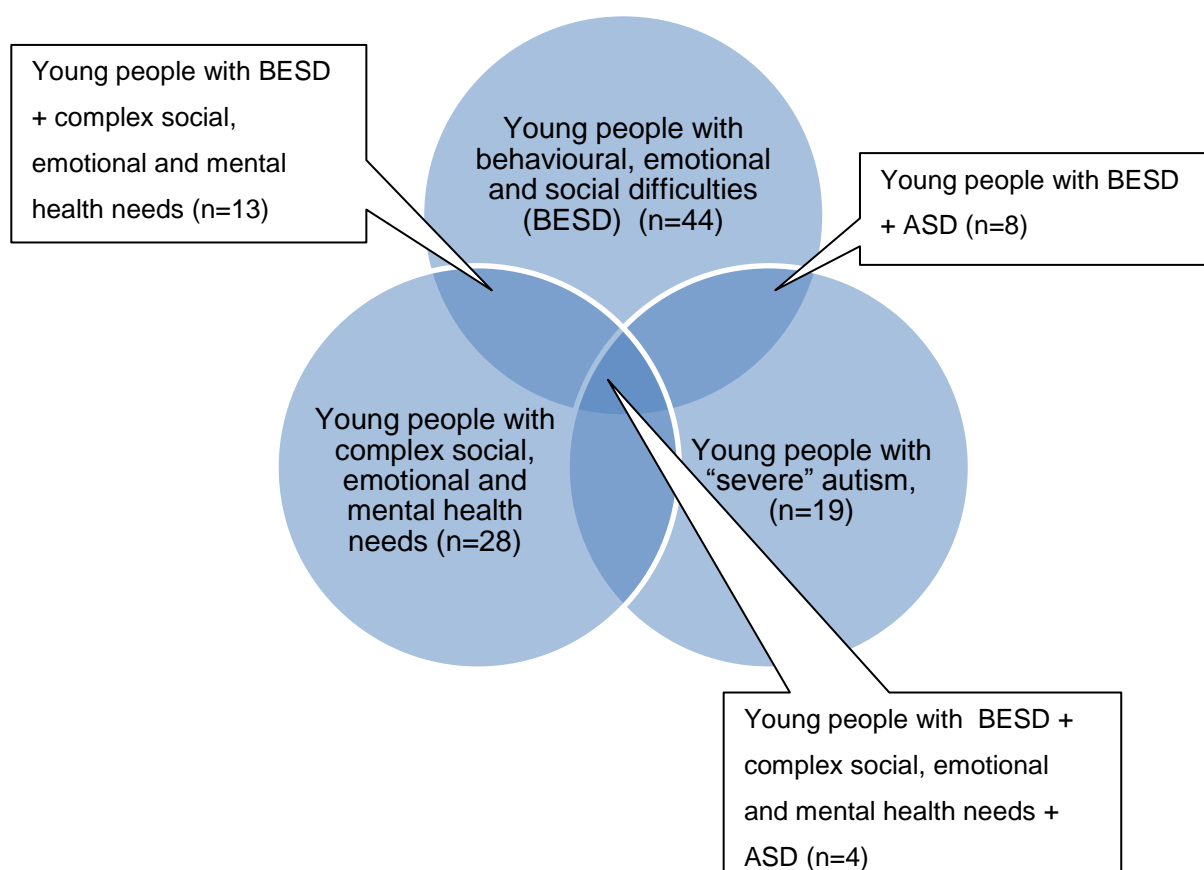 Young people with BESD
+ complex social,
emotional and mental
health needs (n=13)
Young people with
behavioural, emotional
and social difficulties
(BESD) (n=44)
Young people with BESD
+ ASD (n=8)
Young people with
complex social,
emotional and
mental health
needs (n=28)
Young people with
“severe” autism,
(n=19)
Young people with BESD +
complex social, emotional
and mental health needs +
ASD (n=4)